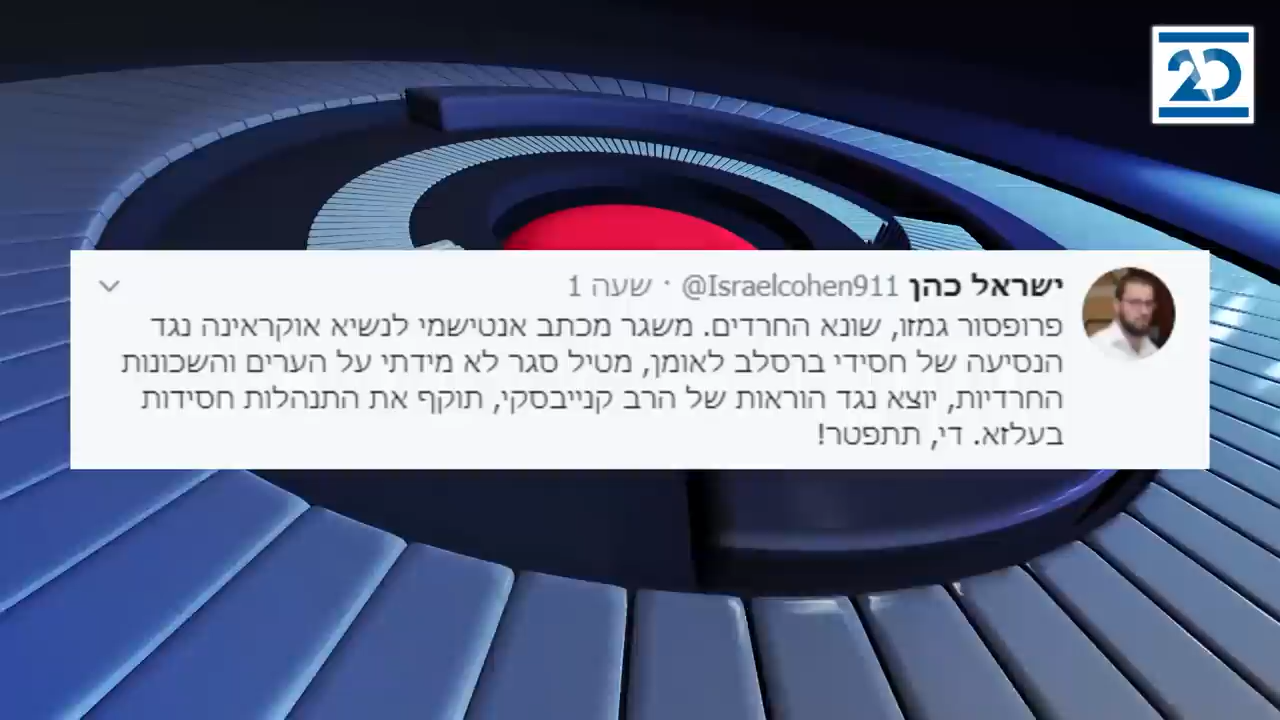 20
ישראל כהן @Israelcohen911 · שעה 1
פרופסור גמזו, שונא החרדים. משגר מכתב אנטישמי לנשיא אוקראינה נגד
הנסיעה של חסידי ברסלב לאומן, מטיל סגר לא מידתי על הערים והשכונות
החרדיות, יוצא נגד הוראות של הרב קנייבסקי, תוקף את התנהלות חסידות
בעלזא. די, תתפטר!